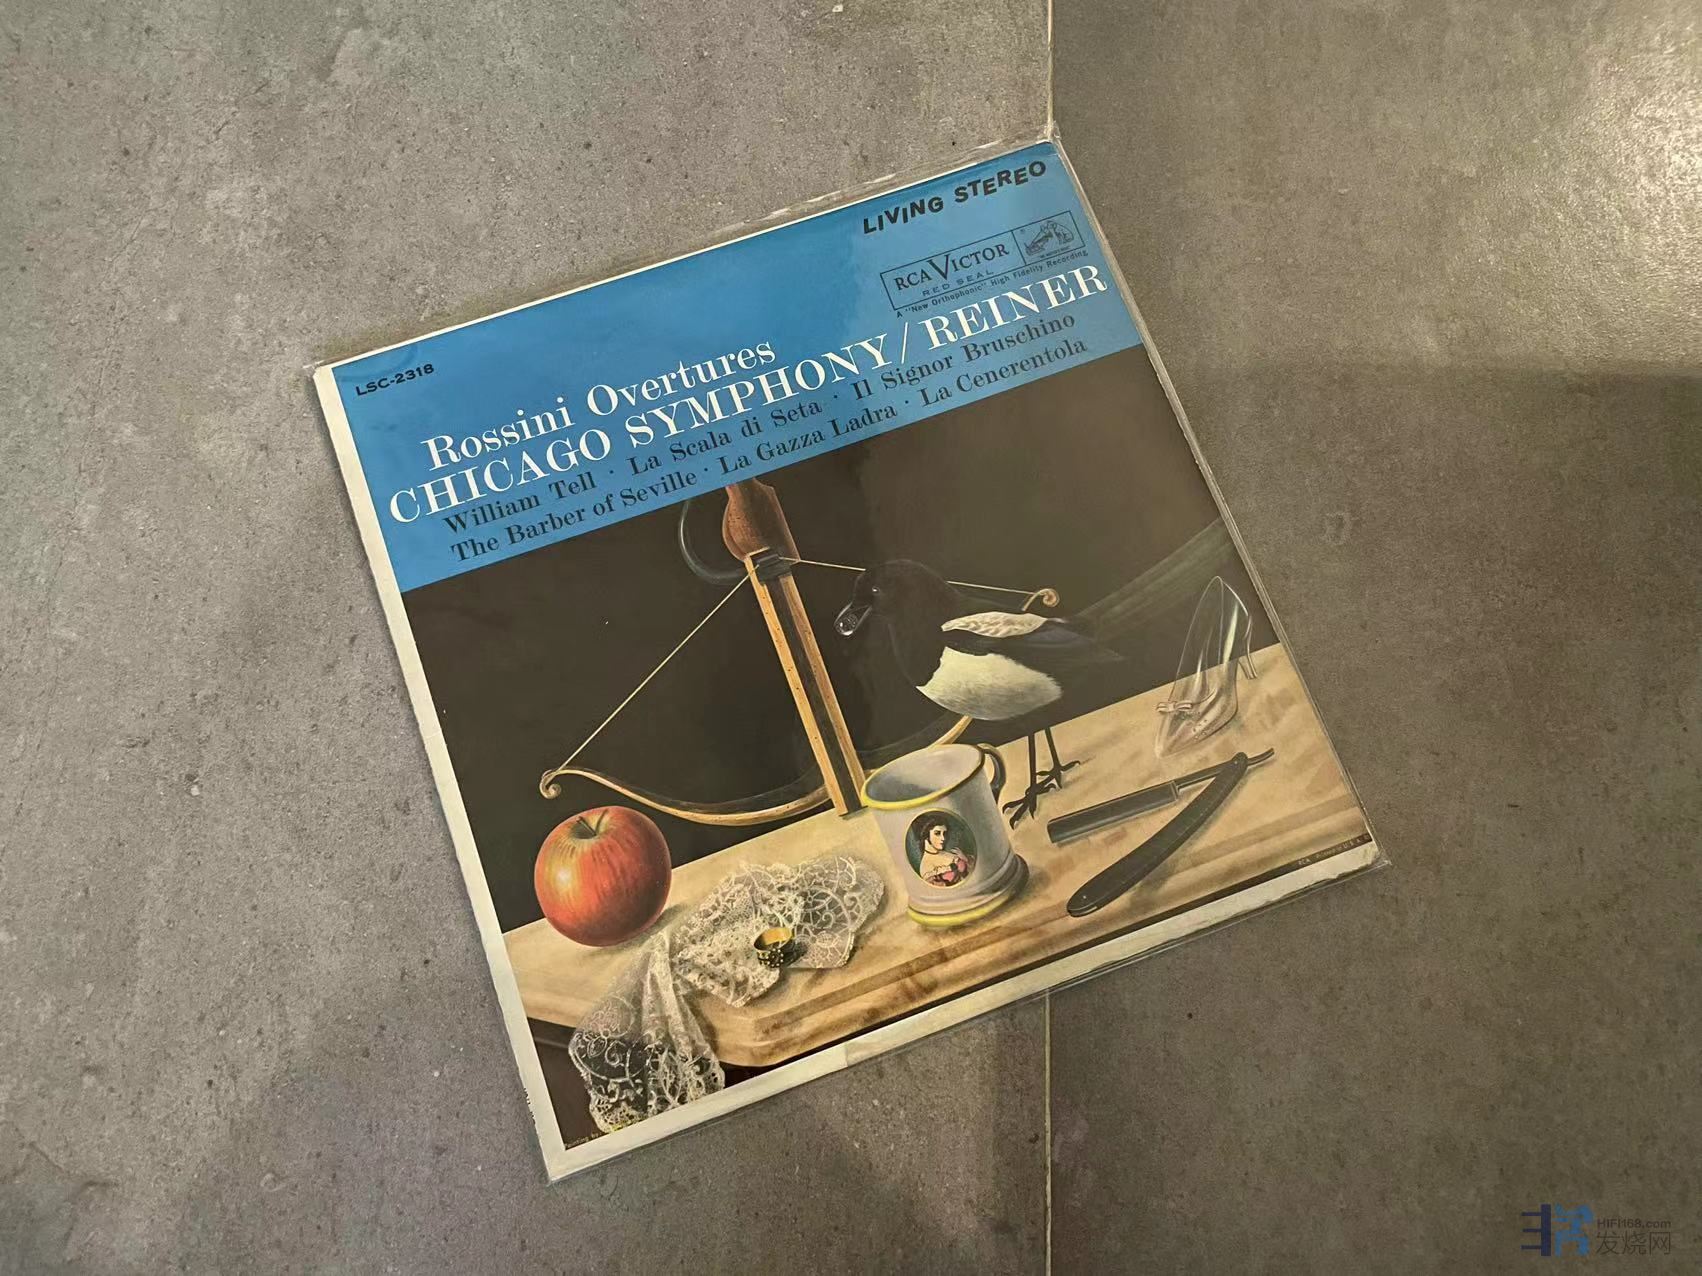 LIVING STEREO
RCA VICTOR
RED SEAL
A "New Orthophonic" High Fidelity Recording
LSC-2318
Rossini Overtures
CHICAGO SYMPHONY/REINER
William Tell · La Scala di Seta · Il Signor Bruschino
The Barber of Seville · La Gazza Ladra · La Cenerentola
Painting by
HIFI168.com
发烧网